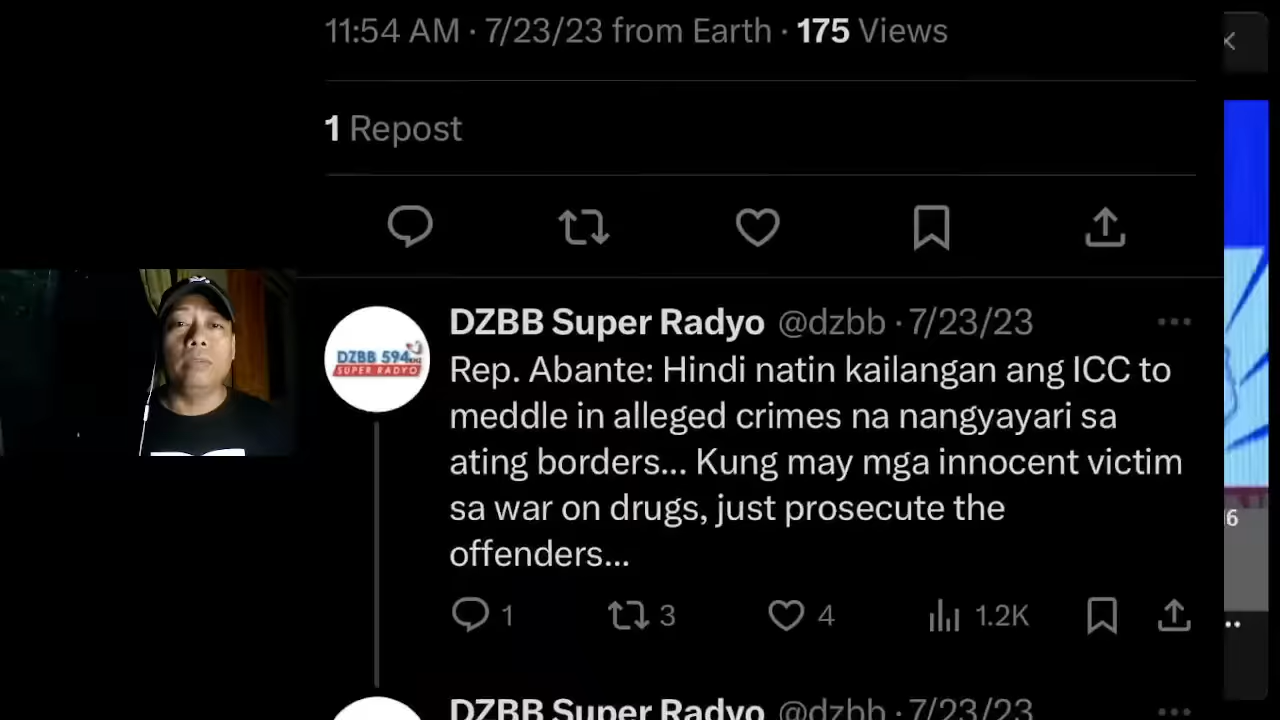 11:54 AM · 7/23/23 from Earth · 175 Views
1 Repost
DZBB Super Radyo @dzbb · 7/23/23
DZBB 594
SUPER RADYO
Rep. Abante: Hindi natin kailangan ang ICC to
meddle in alleged crimes na nangyayari sa
ating borders... Kung may mga innocent victim
sa war on drugs, just prosecute the
offenders...
1 3 4 1.2K
6
DZBB Super Radyo @dzbb · 7/23/23